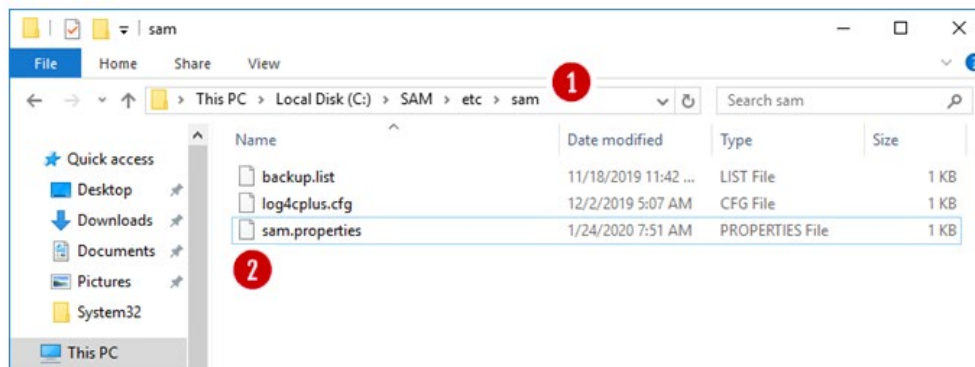 sam
File Home Share View
This PC > Local Disk (C:) > SAM > etc > sam
1
Search sam
Name Date modified Type Size
Quick access
Desktop
Downloads
Documents
Pictures
System32
This PC
backup.list 11/18/2019 11:42 ... LIST File 1 KB
log4cplus.cfg 12/2/2019 5:07 AM CFG File 1 KB
sam.properties 1/24/2020 7:51 AM PROPERTIES File 1 KB
2